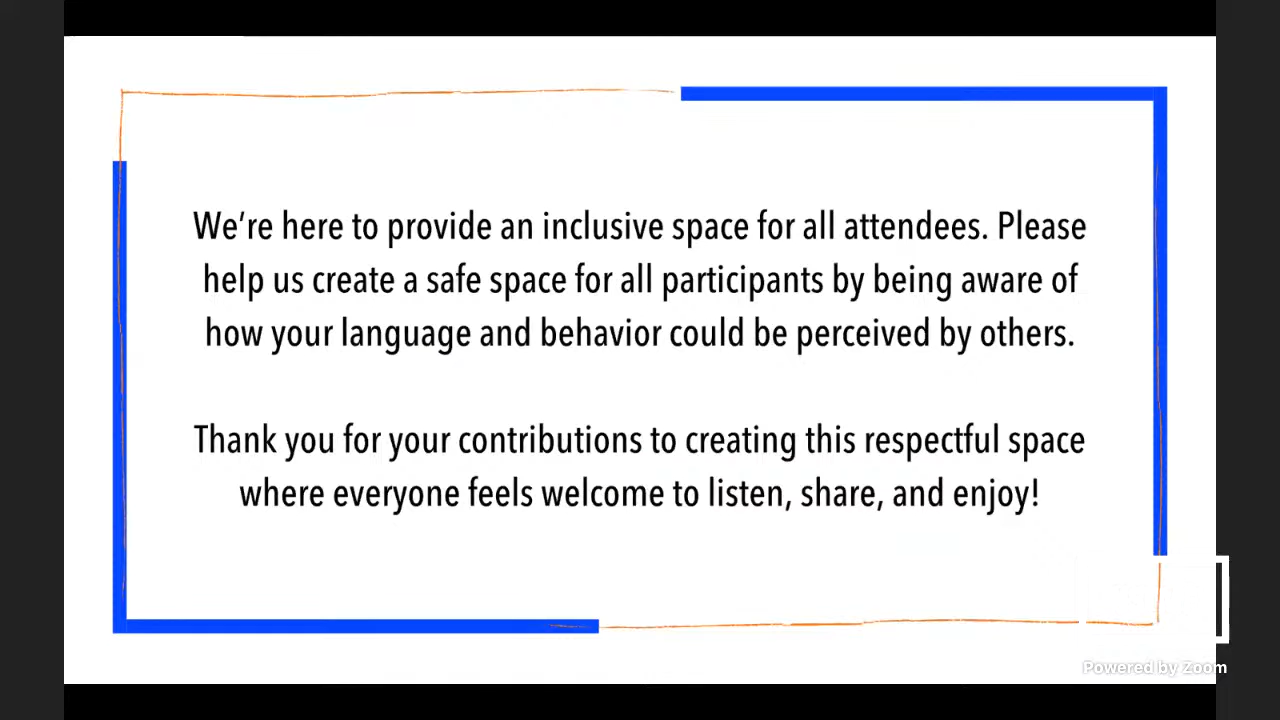 We’re here to provide an inclusive space for all attendees. Please
help us create a safe space for all participants by being aware of
how your language and behavior could be perceived by others.
Thank you for your contributions to creating this respectful space
where everyone feels welcome to listen, share, and enjoy!
Powered by Zoom